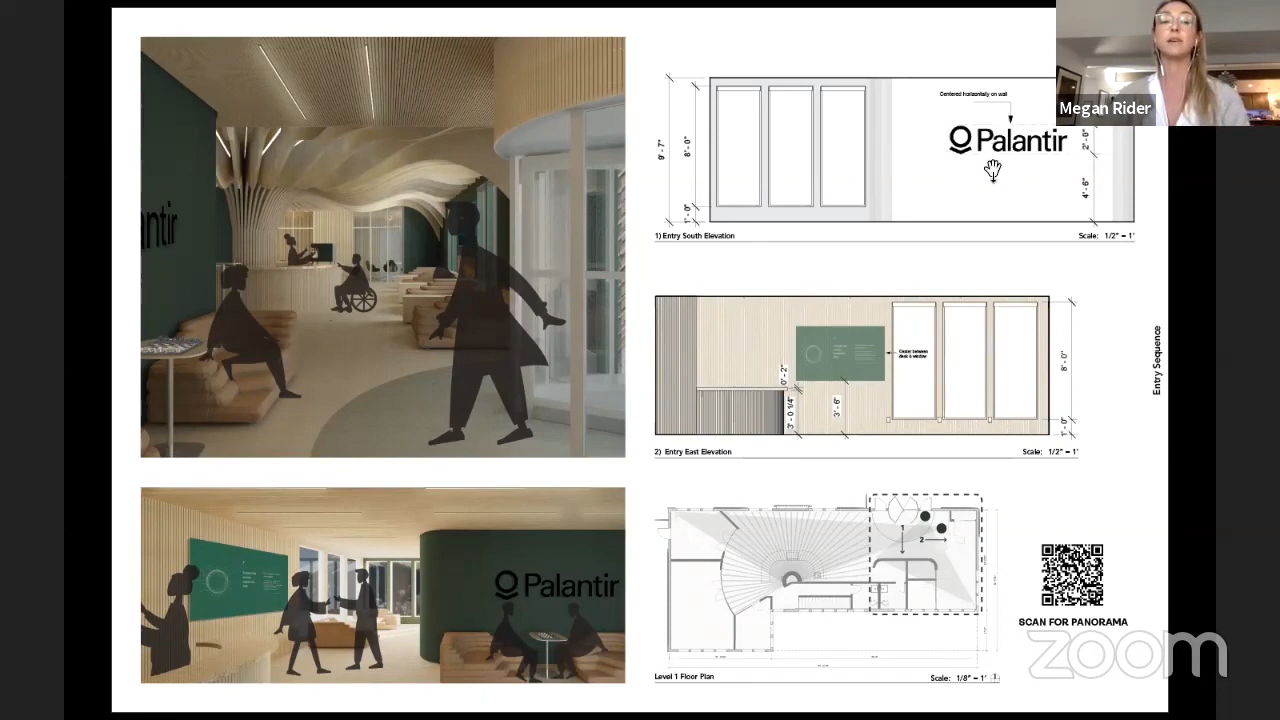 Megan Rider
Centered horizontally on wall
Palantir
9' - 7"
8' - 0"
1' - 0"
2' - 0"
4' - 6"
1) Entry South Elevation
Scale: 1/2" = 1'
ntir
Center between
8' - 0"
1' - 0"
0' - 2"
3' - 0 1/4"
3' - 6"
2) Entry East Elevation
Scale: 1/2" = 1'
Entry Sequence
Palantir
1
2
SCAN FOR PANORAMA
Level 1 Floor Plan
Scale: 1/8" = 1'
zoom